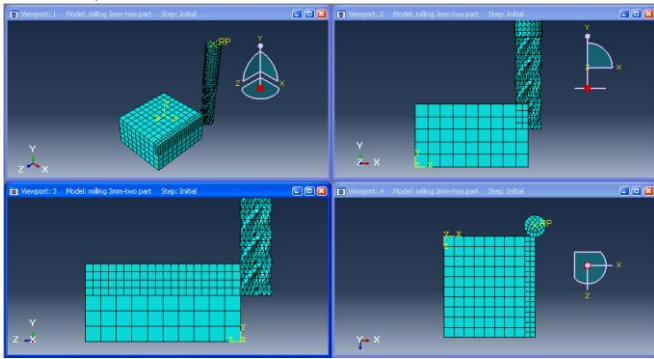 Viewport: 1 Model: milling 3mm-two part Step: Initial
RP
Y
Z X
Y
Z X
Viewport: 2 Model: milling 3mm-two part Step: Initial
Y
X
Z
Y
Z X
Y
Z X
Viewport: 3 Model: milling 3mm-two part Step: Initial
Y
Z X
Y
Z X
Viewport: 4 Model: milling 3mm-two part Step: Initial
RP
X
Z
Y X
Y X